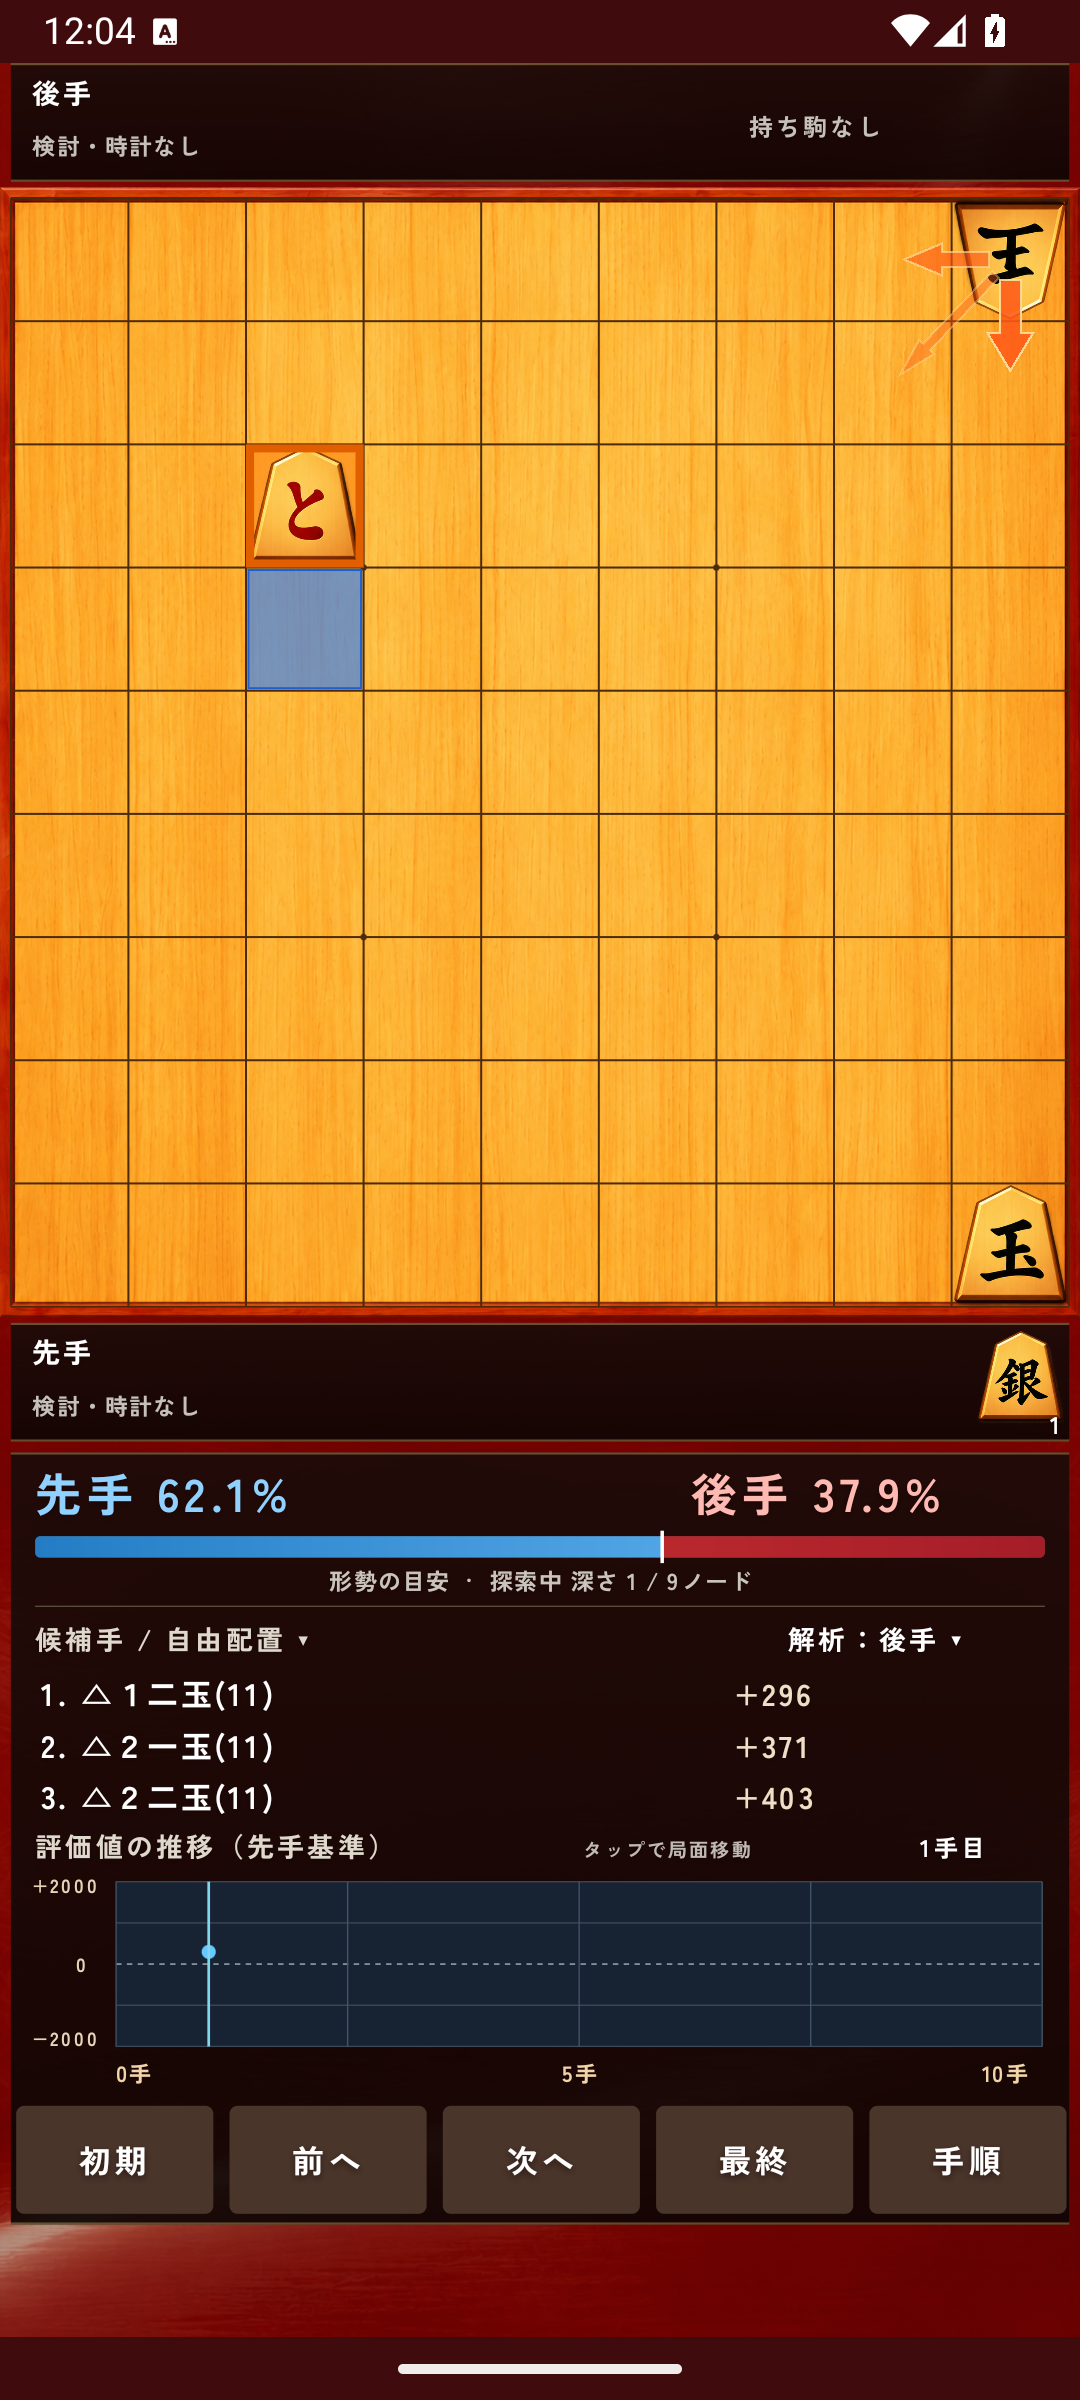 12:04
後手
検討・時計なし
持ち駒なし
王
と
玉
先手
検討・時計なし
銀
1
先手 62.1%
後手 37.9%
形勢の目安 · 探索中 深さ 1 / 9ノード
候補手 / 自由配置 ▾
解析：後手 ▾
1. △１二玉(11) +296
2. △２一玉(11) +371
3. △２二玉(11) +403
評価値の推移（先手基準） タップで局面移動 1手目
+2000
0
−2000
0手 5手 10手
初期 前へ 次へ 最終 手順